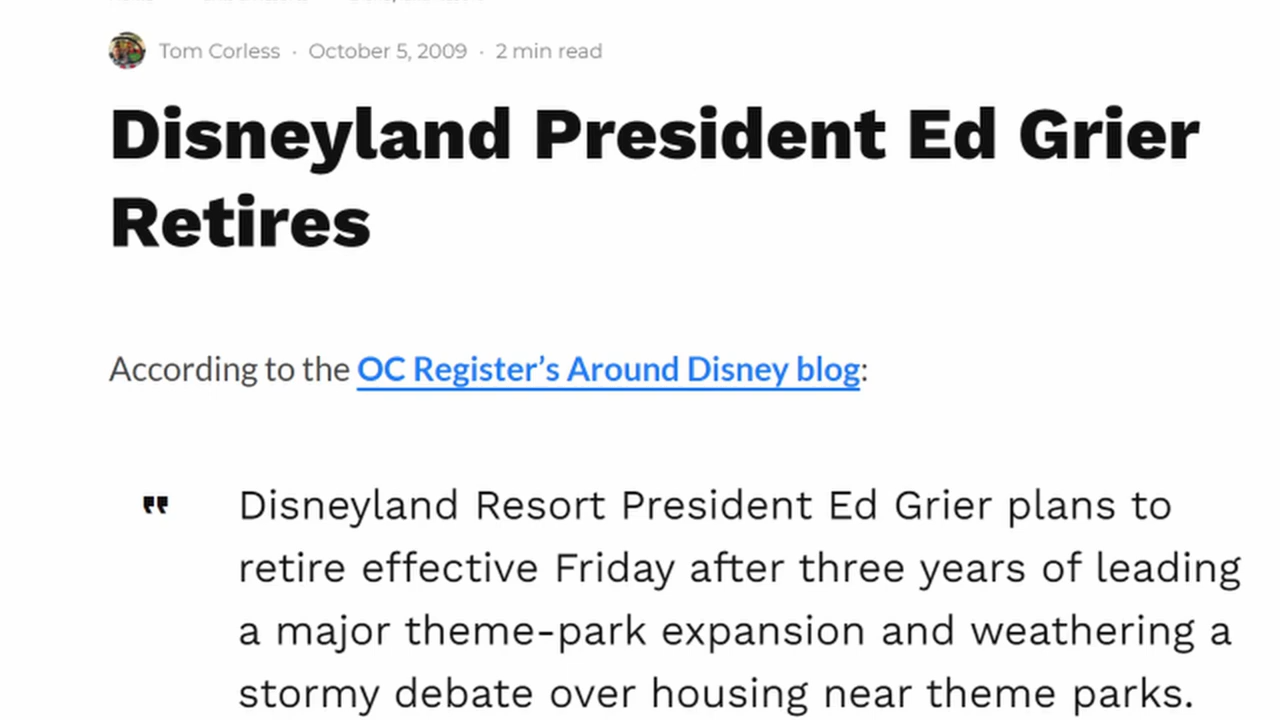 Tom Corless · October 5, 2009 · 2 min read
Disneyland President Ed Grier
Retires
According to the OC Register’s Around Disney blog:
" Disneyland Resort President Ed Grier plans to
retire effective Friday after three years of leading
a major theme-park expansion and weathering a
stormy debate over housing near theme parks.